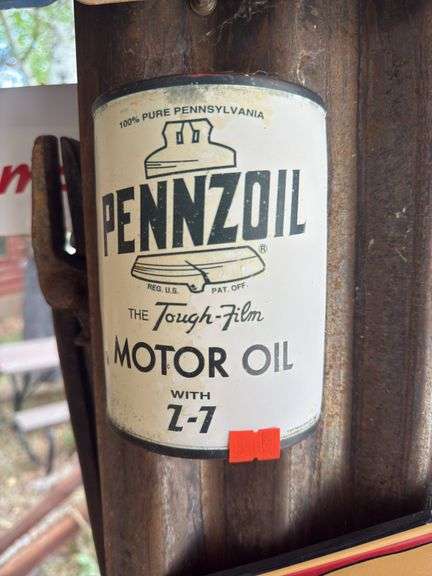 100% PURE PENNSYLVANIA
PENNZOIL
®
REG. U.S. PAT. OFF.
THE Tough-Film
MOTOR OIL
WITH
Z-7